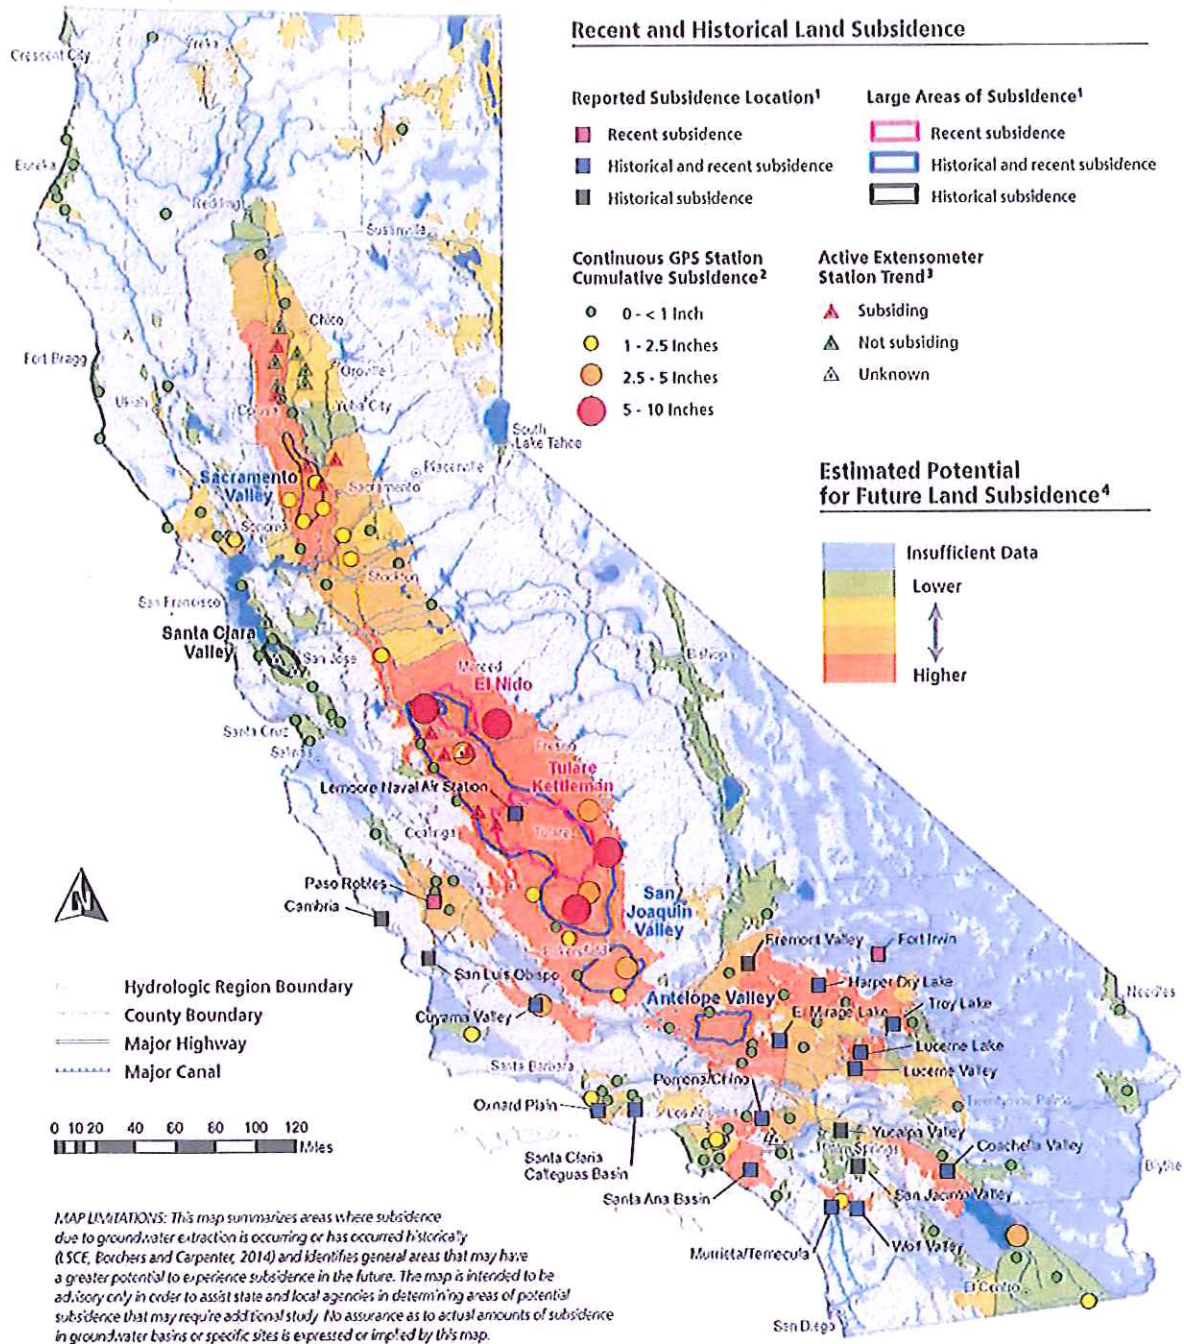 Recent and Historical Land Subsidence
Reported Subsidence Location¹
Recent subsidence
Historical and recent subsidence
Historical subsidence
Large Areas of Subsidence¹
Recent subsidence
Historical and recent subsidence
Historical subsidence
Continuous GPS Station
Cumulative Subsidence²
0 - < 1 Inch
1 - 2.5 Inches
2.5 - 5 Inches
5 - 10 Inches
Active Extensometer
Station Trend³
Subsiding
Not subsiding
Unknown
Estimated Potential
for Future Land Subsidence⁴
Insufficient Data
Lower
Higher
Crescent City
Yreka
Eureka
Redding
Susanville
Chico
Fort Bragg
Oroville
Ukiah
Colusa
Yuba City
South
Lake Tahoe
Placerville
Sacramento
Valley
Sacramento
Sonoma
Stockton
San Francisco
Santa Clara
Valley
San Jose
Bishop
Merced
El Nido
Santa Cruz
Salinas
Fresno
Tulare
Kettleman
Lemoore Naval Air Station
Coalinga
Tulare
Paso Robles
Cambria
San
Joaquin
Valley
Bakersfield
Fremont Valley
Fort Irwin
San Luis Obispo
Harper Dry Lake
Antelope Valley
Troy Lake
Needles
Cuyama Valley
El Mirage Lake
Lucerne Lake
Lucerne Valley
Santa Barbara
Pomona/Chino
Oxnard Plain
Los Angeles
Twentynine Palms
Yucaipa Valley
Santa Clara
Calleguas Basin
Palm Springs
Coachella Valley
Blythe
Santa Ana Basin
San Jacinto Valley
Murrieta/Temecula
Wolf Valley
El Centro
San Diego
N
Hydrologic Region Boundary
County Boundary
Major Highway
Major Canal
0 10 20 40 60 80 100 120
Miles
MAP LIMITATIONS: This map summarizes areas where subsidence
due to groundwater extraction is occurring or has occurred historically
(LSCE, Borchers and Carpenter, 2014) and identifies general areas that may have
a greater potential to experience subsidence in the future. The map is intended to be
advisory only in order to assist state and local agencies in determining areas of potential
subsidence that may require additional study. No assurance as to actual amounts of subsidence
in groundwater basins or specific sites is expressed or implied by this map.